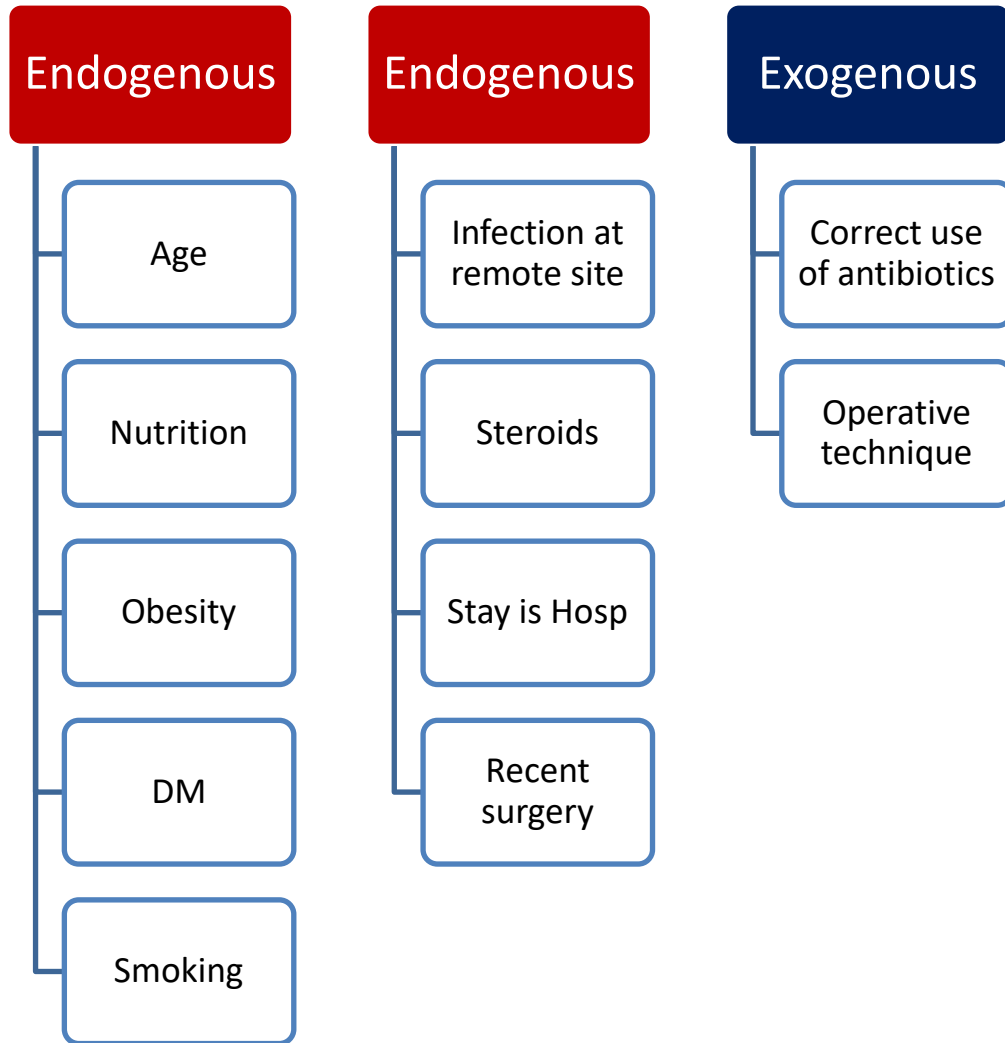 Endogenous
Age
Nutrition
Obesity
DM
Smoking
Endogenous
Infection at
remote site
Steroids
Stay is Hosp
Recent
surgery
Exogenous
Correct use
of antibiotics
Operative
technique